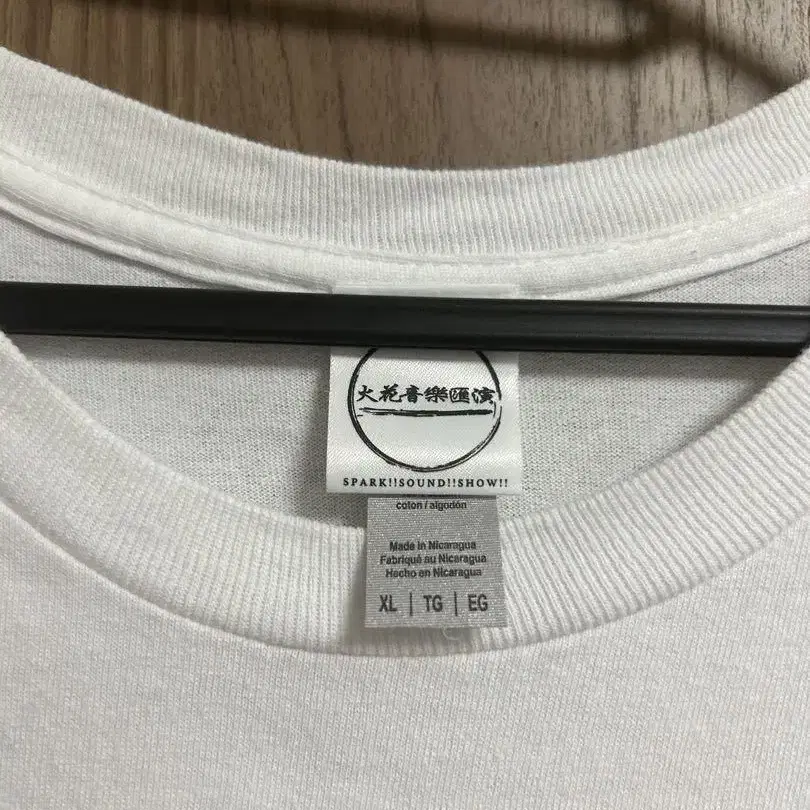 火花音樂匯演
SPARK!!SOUND!!SHOW!!
coton / algodón
Made in Nicaragua
Fabriqué au Nicaragua
Hecho en Nicaragua
XL | TG | EG